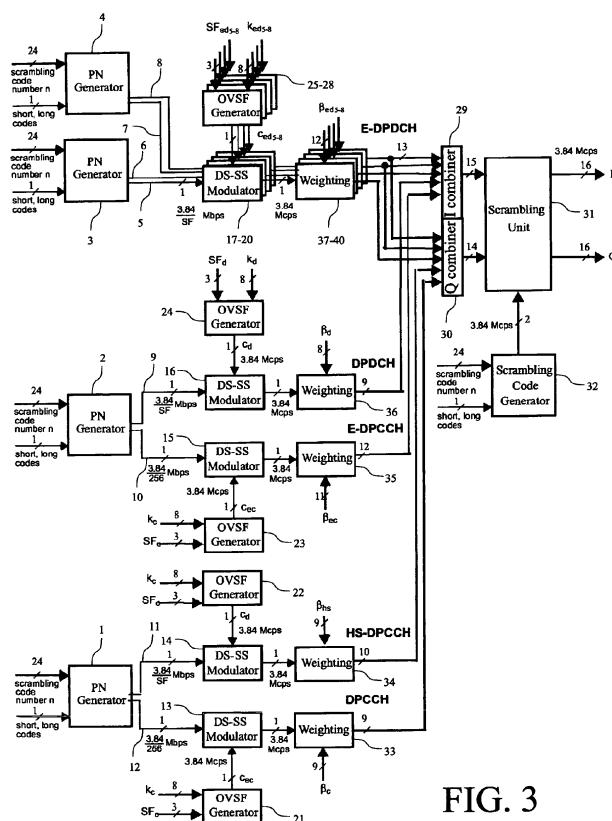 4
24
scrambling
code
number n
1
short, long
codes
PN
Generator
8
7
SFed5-8
ked5-8
3
8
OVSF
Generator
25-28
1
ced5-8
βed5-8
12
E-DPDCH
13
29
24
scrambling
code
number n
1
short, long
codes
PN
Generator
3
6
5
1
3.84
SF
Mbps
DS-SS
Modulator
17-20
1
3.84
Mcps
Weighting
37-40
I combiner
Q combiner
15
14
30
Scrambling
Unit
3.84 Mcps
16
I
31
16
3.84 Mcps
2
24
scrambling
code
number n
1
short, long
codes
Scrambling
Code
Generator
32
SFd
kd
3
8
24
OVSF
Generator
1
cd
3.84 Mcps
2
24
scrambling
code
number n
1
short, long
codes
PN
Generator
9
1
3.84
SF
Mbps
16
DS-SS
Modulator
1
3.84
Mcps
βd
8
DPDCH
Weighting
9
36
10
1
3.84
256
Mbps
15
DS-SS
Modulator
1
3.84
Mcps
E-DPCCH
Weighting
12
35
11
βec
3.84 Mcps
1
cec
kc
8
SFc
3
OVSF
Generator
23
kc
8
SFc
3
OVSF
Generator
22
1
cd
3.84 Mcps
1
24
scrambling
code
number n
1
short, long
codes
PN
Generator
11
1
3.84
SF
Mbps
14
DS-SS
Modulator
1
3.84
Mcps
βhs
9
HS-DPCCH
Weighting
10
34
12
1
3.84
256
Mbps
13
DS-SS
Modulator
1
3.84
Mcps
DPCCH
Weighting
9
33
9
βc
3.84 Mcps
1
cec
kc
8
SFc
3
OVSF
Generator
21
FIG. 3